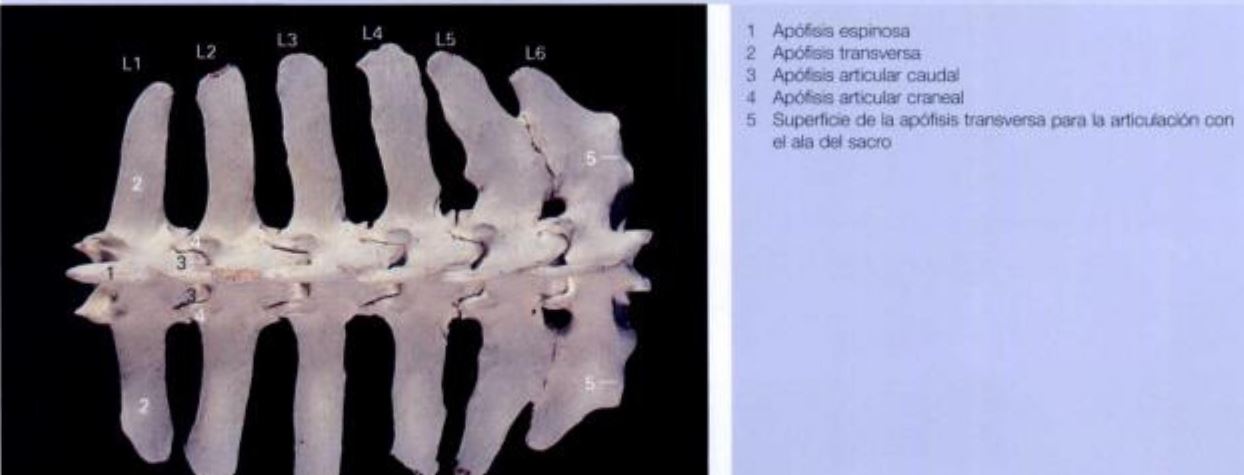 L1
L2
L3
L4
L5
L6
5
2
4
3
1
3
4
5
2
1 Apófisis espinosa
2 Apófisis transversa
3 Apófisis articular caudal
4 Apófisis articular craneal
5 Superficie de la apófisis transversa para la articulación con
el ala del sacro